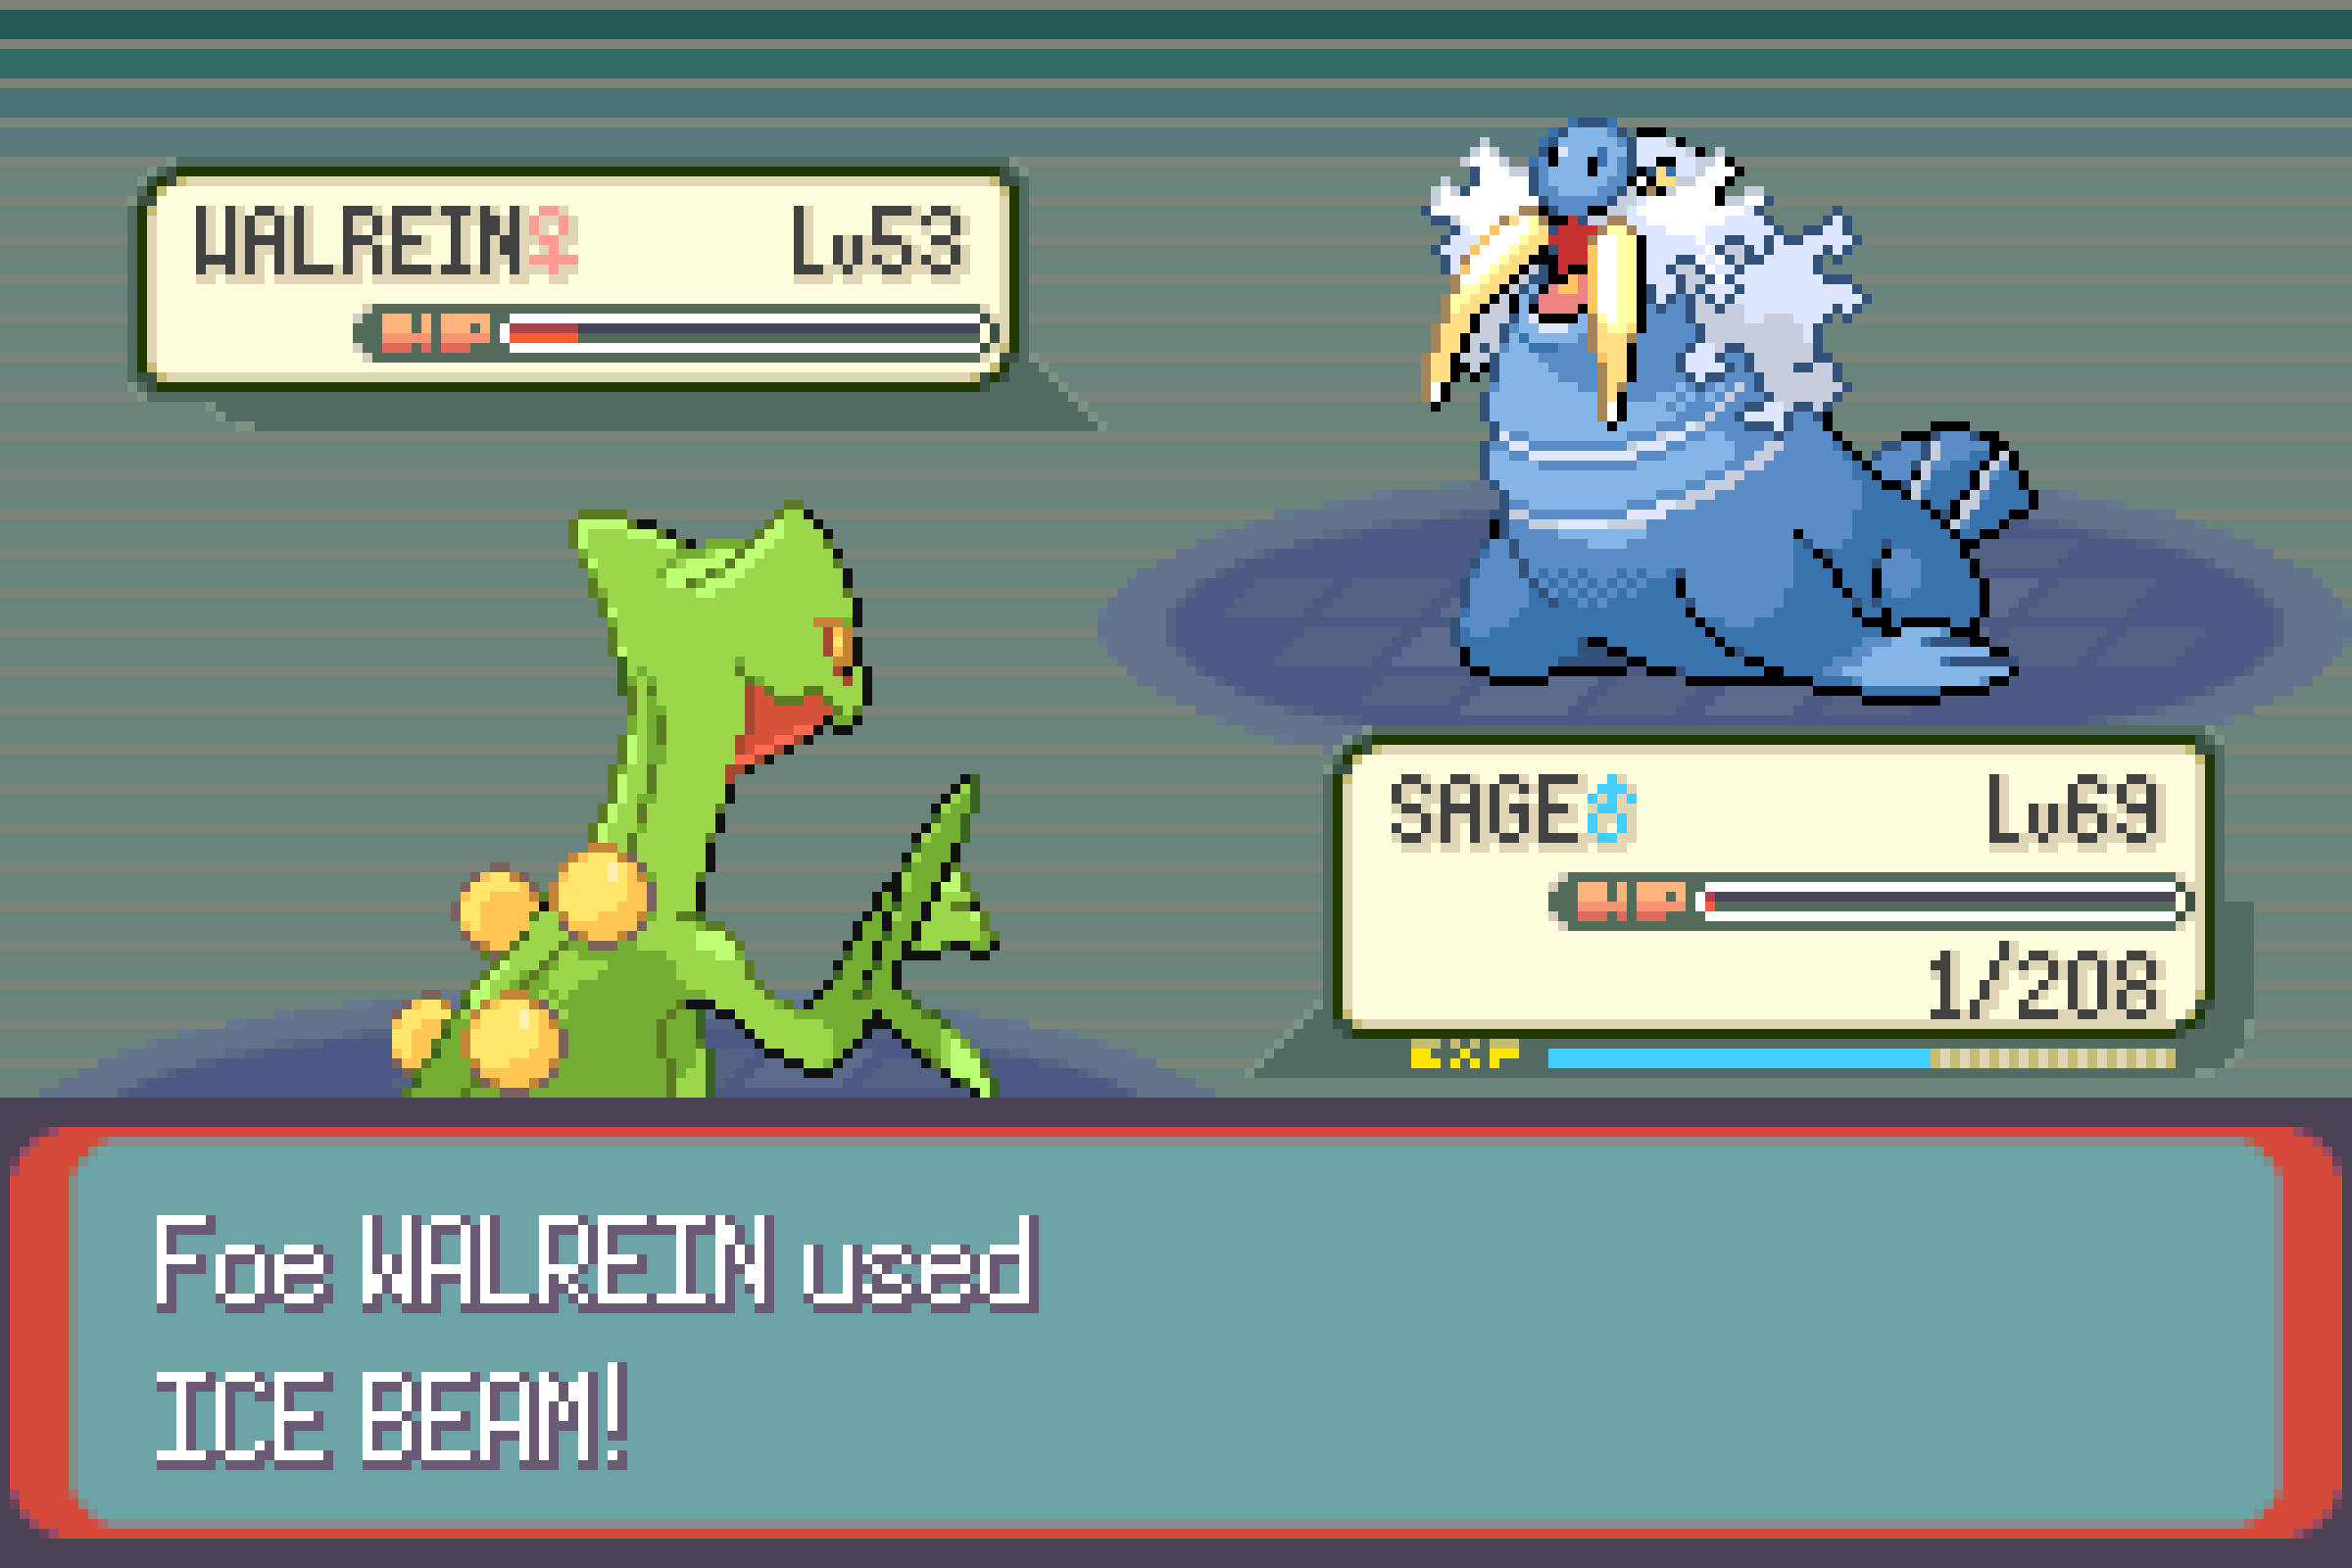 WALREIN♀ Lv53
HP
SAGE♂ Lv69
HP
1/208
EXP
Foe WALREIN used
ICE BEAM!